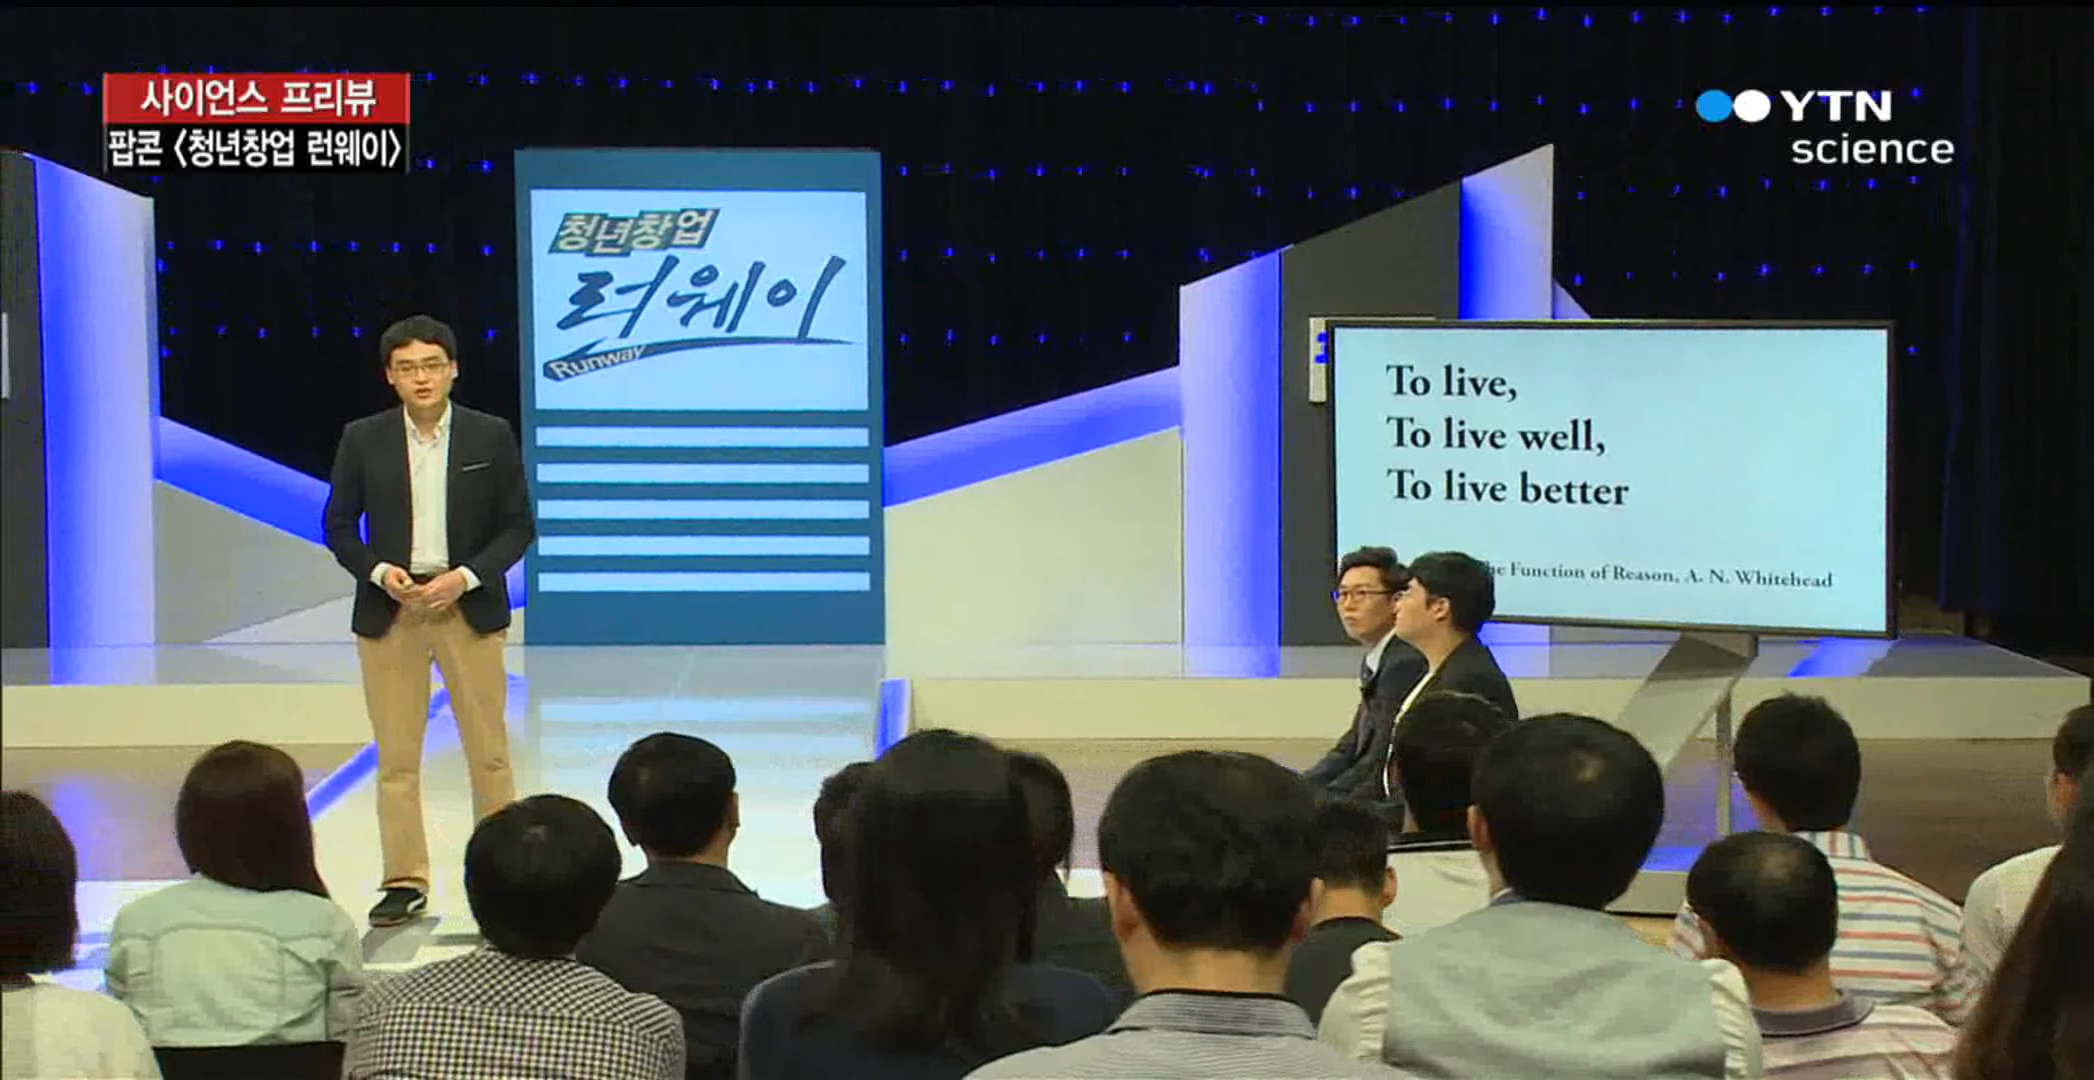 사이언스 프리뷰
팝콘 <청년창업 런웨이>
YTN
science
청년창업
런웨이
Runway
To live,
To live well,
To live better
Function of Reason, A. N. Whitehead